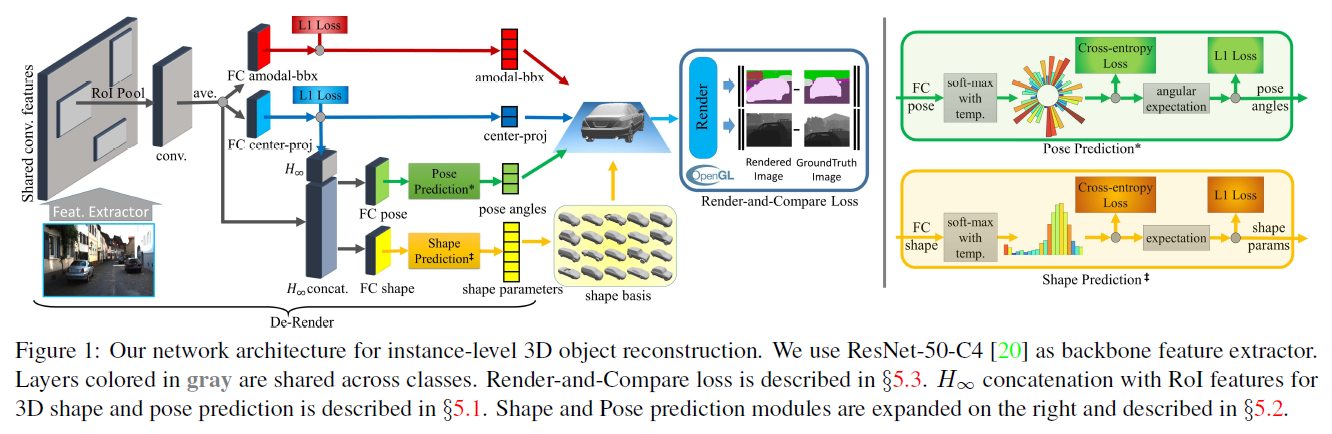 Shared conv. features
RoI Pool
conv.
ave.
Feat. Extractor
FC amodal-bbx
L1 Loss
amodal-bbx
L1 Loss
FC center-proj
center-proj
H∞
FC pose
Pose
Prediction*
pose angles
H∞ concat.
FC shape
Shape
Prediction‡
shape parameters
shape basis
De-Render
Render
OpenGL
Rendered
Image
GroundTruth
Image
Render-and-Compare Loss
FC
pose
soft-max
with
temp.
Cross-entropy
Loss
angular
expectation
L1 Loss
pose
angles
Pose Prediction*
FC
shape
soft-max
with
temp.
Cross-entropy
Loss
expectation
L1 Loss
shape
params
Shape Prediction‡
Figure 1: Our network architecture for instance-level 3D object reconstruction. We use ResNet-50-C4 [20] as backbone feature extractor.
Layers colored in gray are shared across classes. Render-and-Compare loss is described in §5.3. H∞ concatenation with RoI features for
3D shape and pose prediction is described in §5.1. Shape and Pose prediction modules are expanded on the right and described in §5.2.